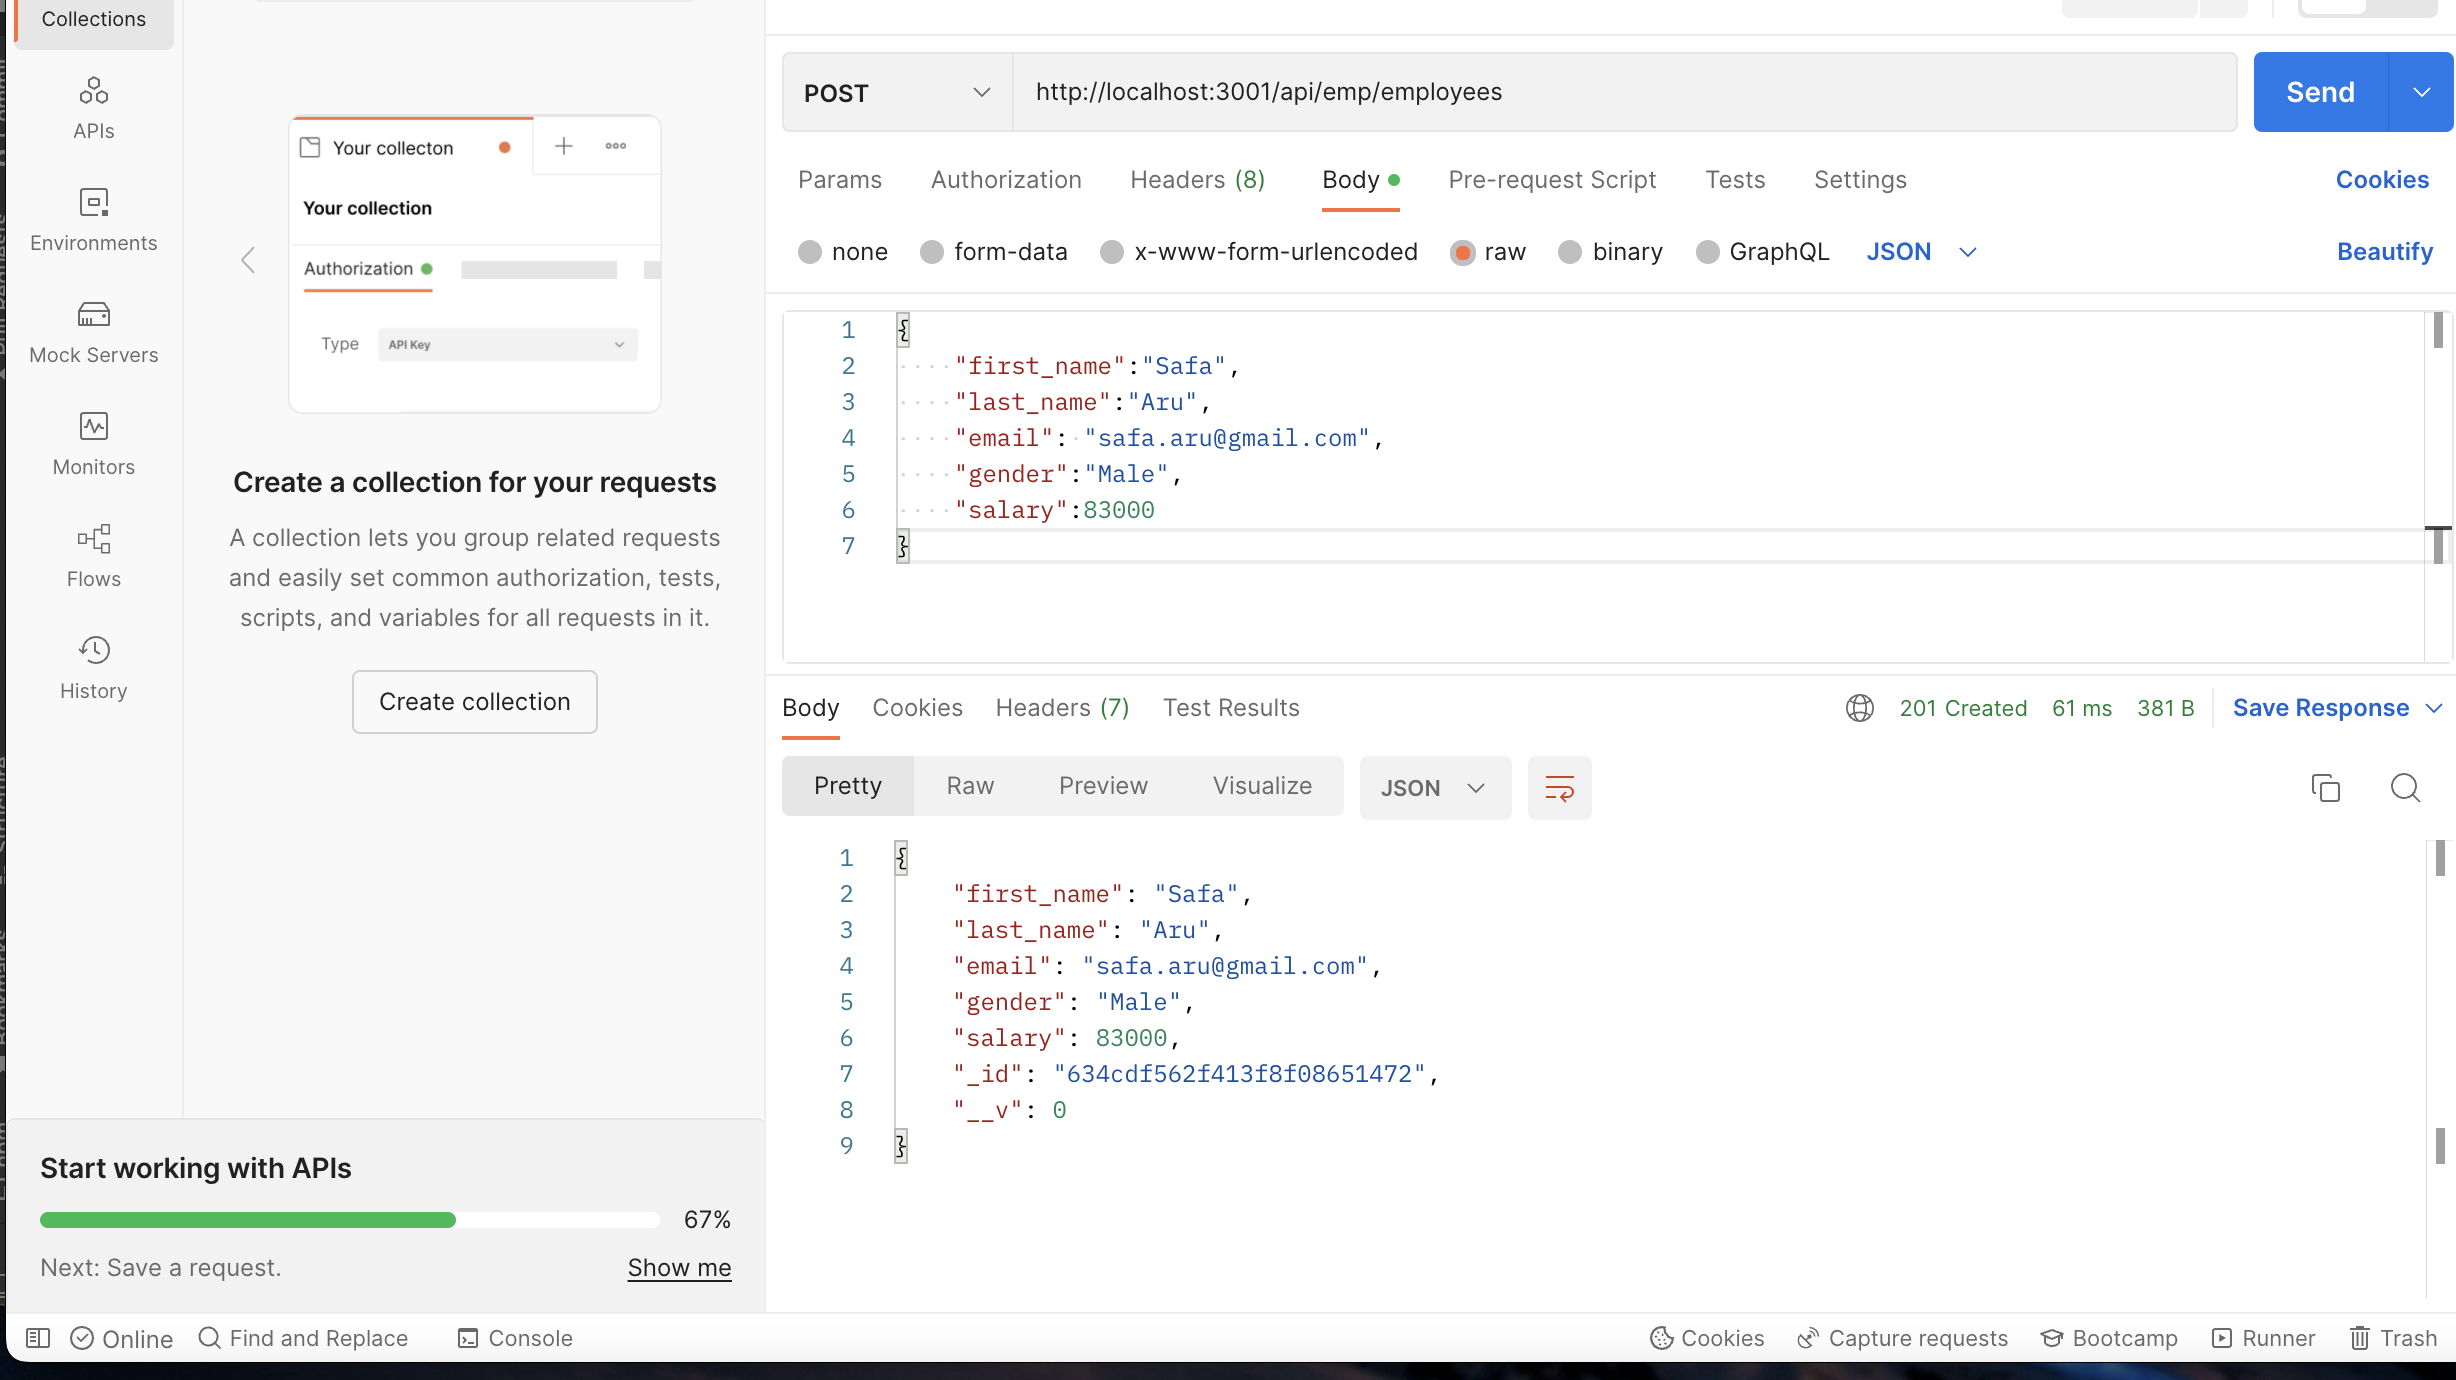 Collections
APIs
Environments
Mock Servers
Monitors
Flows
History
Your collecton
Your collection
Authorization
Type API Key
Create a collection for your requests
A collection lets you group related requests
and easily set common authorization, tests,
scripts, and variables for all requests in it.
Create collection
Start working with APIs
67%
Next: Save a request. Show me
POST http://localhost:3001/api/emp/employees Send
Params Authorization Headers (8) Body Pre-request Script Tests Settings Cookies
none form-data x-www-form-urlencoded raw binary GraphQL JSON Beautify
1 {
2 "first_name":"Safa",
3 "last_name":"Aru",
4 "email": "safa.aru@gmail.com",
5 "gender":"Male",
6 "salary":83000
7 }
Body Cookies Headers (7) Test Results 201 Created 61 ms 381 B Save Response
Pretty Raw Preview Visualize JSON
1 {
2 "first_name": "Safa",
3 "last_name": "Aru",
4 "email": "safa.aru@gmail.com",
5 "gender": "Male",
6 "salary": 83000,
7 "_id": "634cdf562f413f8f08651472",
8 "__v": 0
9 }
Online Find and Replace Console Cookies Capture requests Bootcamp Runner Trash